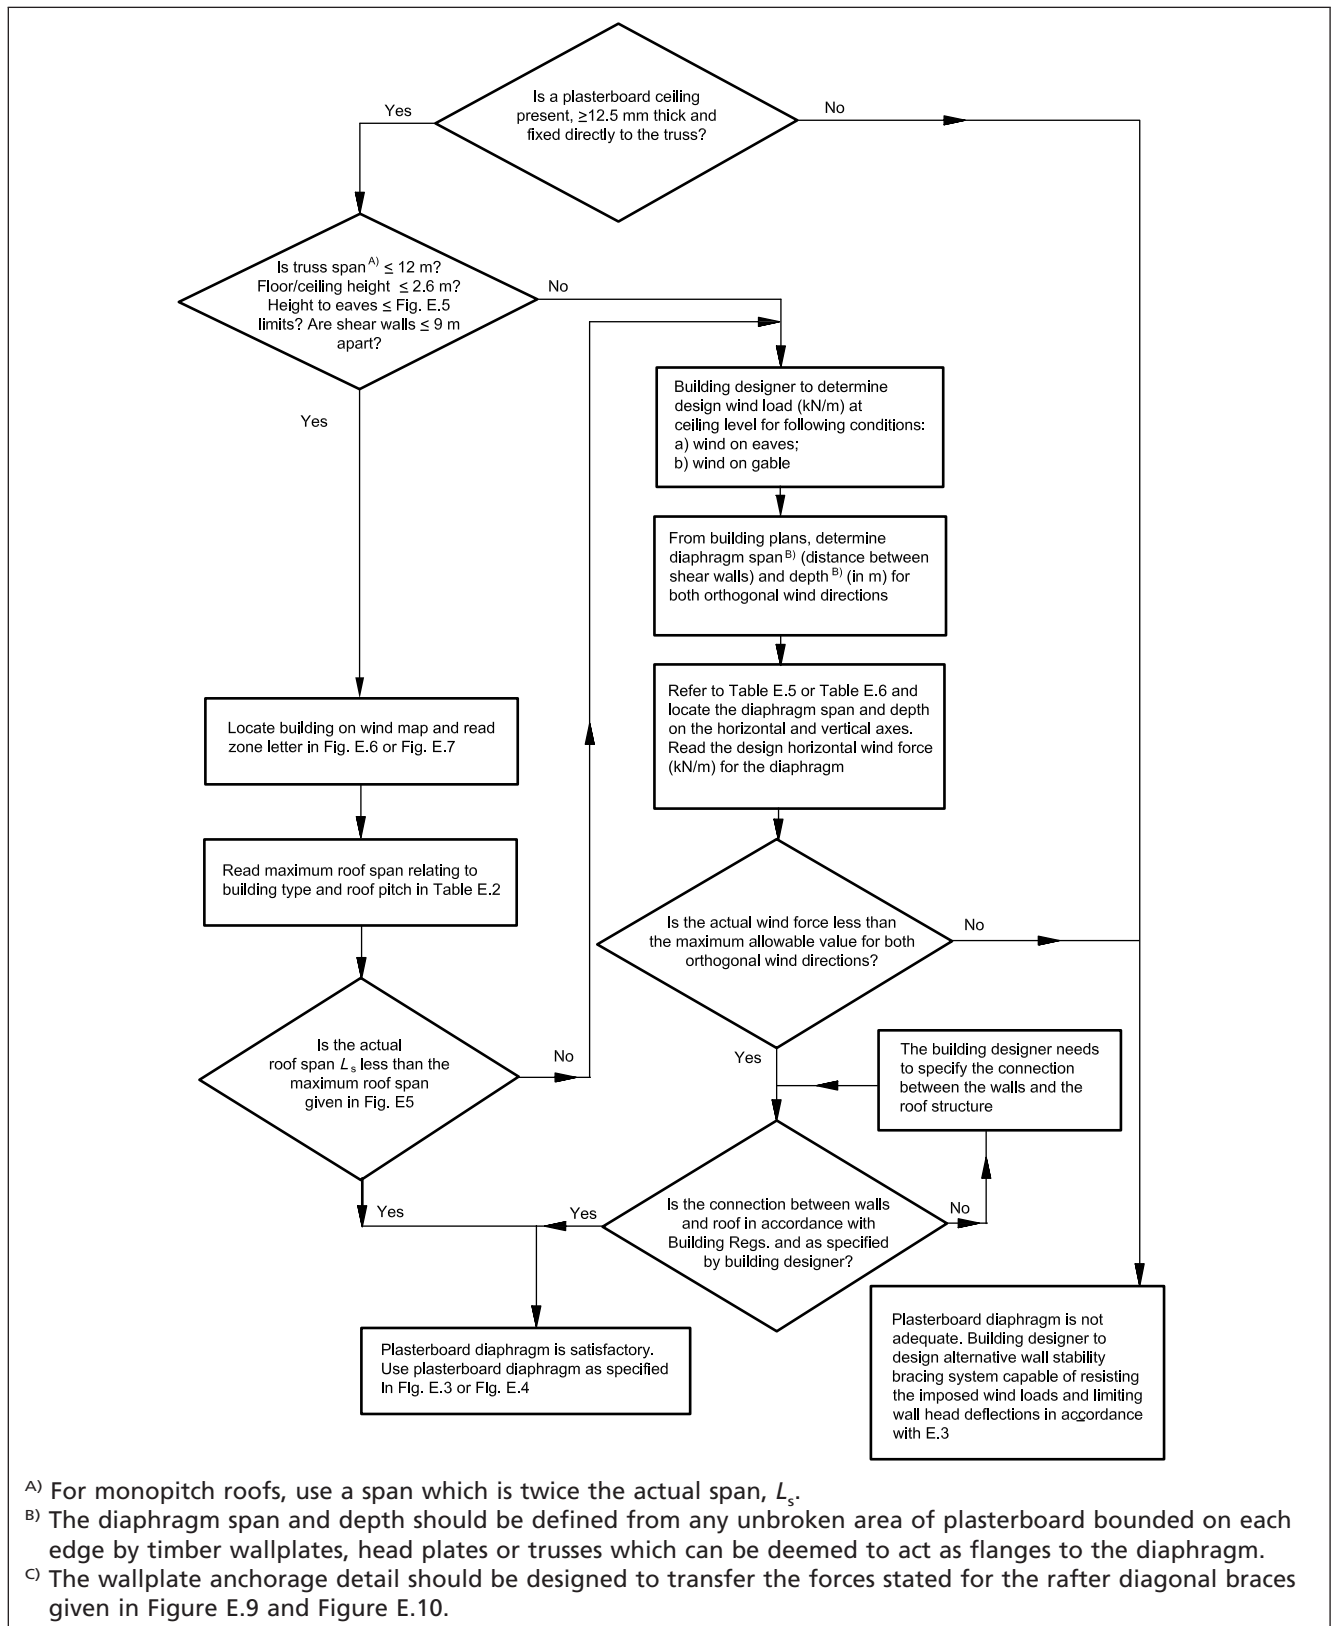 Is a plasterboard ceiling
present, ≥12.5 mm thick and
fixed directly to the truss?
Yes
No
Is truss span A) ≤ 12 m?
Floor/ceiling height ≤ 2.6 m?
Height to eaves ≤ Fig. E.5
limits? Are shear walls ≤ 9 m
apart?
No
Yes
Building designer to determine
design wind load (kN/m) at
ceiling level for following conditions:
a) wind on eaves;
b) wind on gable
From building plans, determine
diaphragm span B) (distance between
shear walls) and depth B) (in m) for
both orthogonal wind directions
Refer to Table E.5 or Table E.6 and
locate the diaphragm span and depth
on the horizontal and vertical axes.
Read the design horizontal wind force
(kN/m) for the diaphragm
Locate building on wind map and read
zone letter in Fig. E.6 or Fig. E.7
Read maximum roof span relating to
building type and roof pitch in Table E.2
Is the actual wind force less than
the maximum allowable value for both
orthogonal wind directions?
No
Yes
Is the actual
roof span Ls less than the
maximum roof span
given in Fig. E5
No
Yes
The building designer needs
to specify the connection
between the walls and the
roof structure
Is the connection between walls
and roof in accordance with
Building Regs. and as specified
by building designer?
Yes
No
Plasterboard diaphragm is satisfactory.
Use plasterboard diaphragm as specified
In FIg. E.3 or FIg. E.4
Plasterboard diaphragm is not
adequate. Building designer to
design alternative wall stability
bracing system capable of resisting
the imposed wind loads and limiting
wall head deflections in accordance
with E.3
A) For monopitch roofs, use a span which is twice the actual span, Ls.
B) The diaphragm span and depth should be defined from any unbroken area of plasterboard bounded on each
edge by timber wallplates, head plates or trusses which can be deemed to act as flanges to the diaphragm.
C) The wallplate anchorage detail should be designed to transfer the forces stated for the rafter diagonal braces
given in Figure E.9 and Figure E.10.